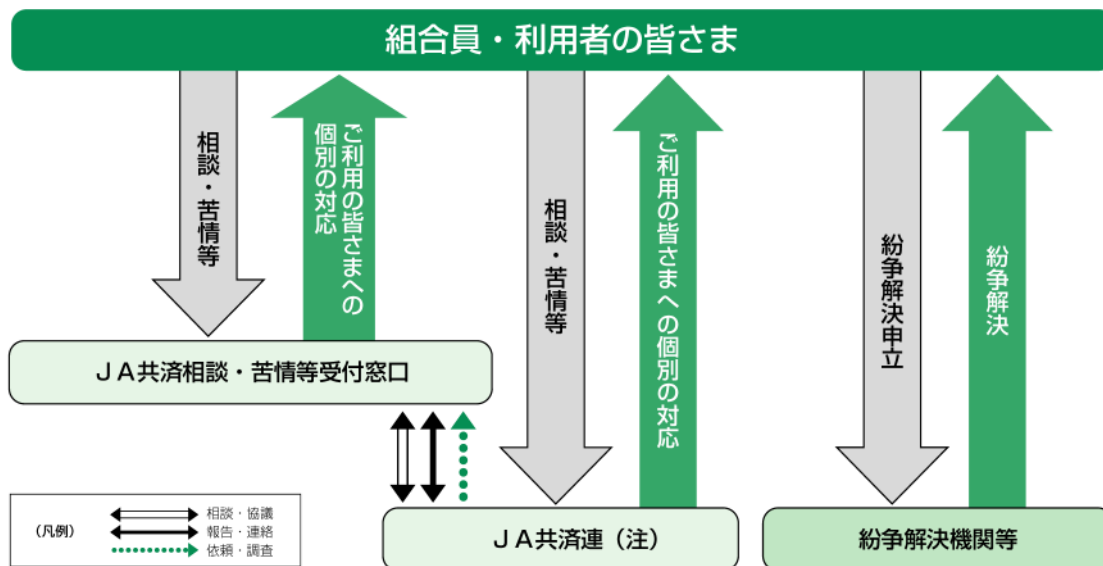 組合員・利用者の皆さま
相談・苦情等
ご利用の皆さまへの
個別の対応
相談・苦情等
ご利用の皆さまへの個別の対応
紛争解決申立
紛争解決
ＪＡ共済相談・苦情等受付窓口
（凡例）
相談・協議
報告・連絡
依頼・調査
ＪＡ共済連（注）
紛争解決機関等